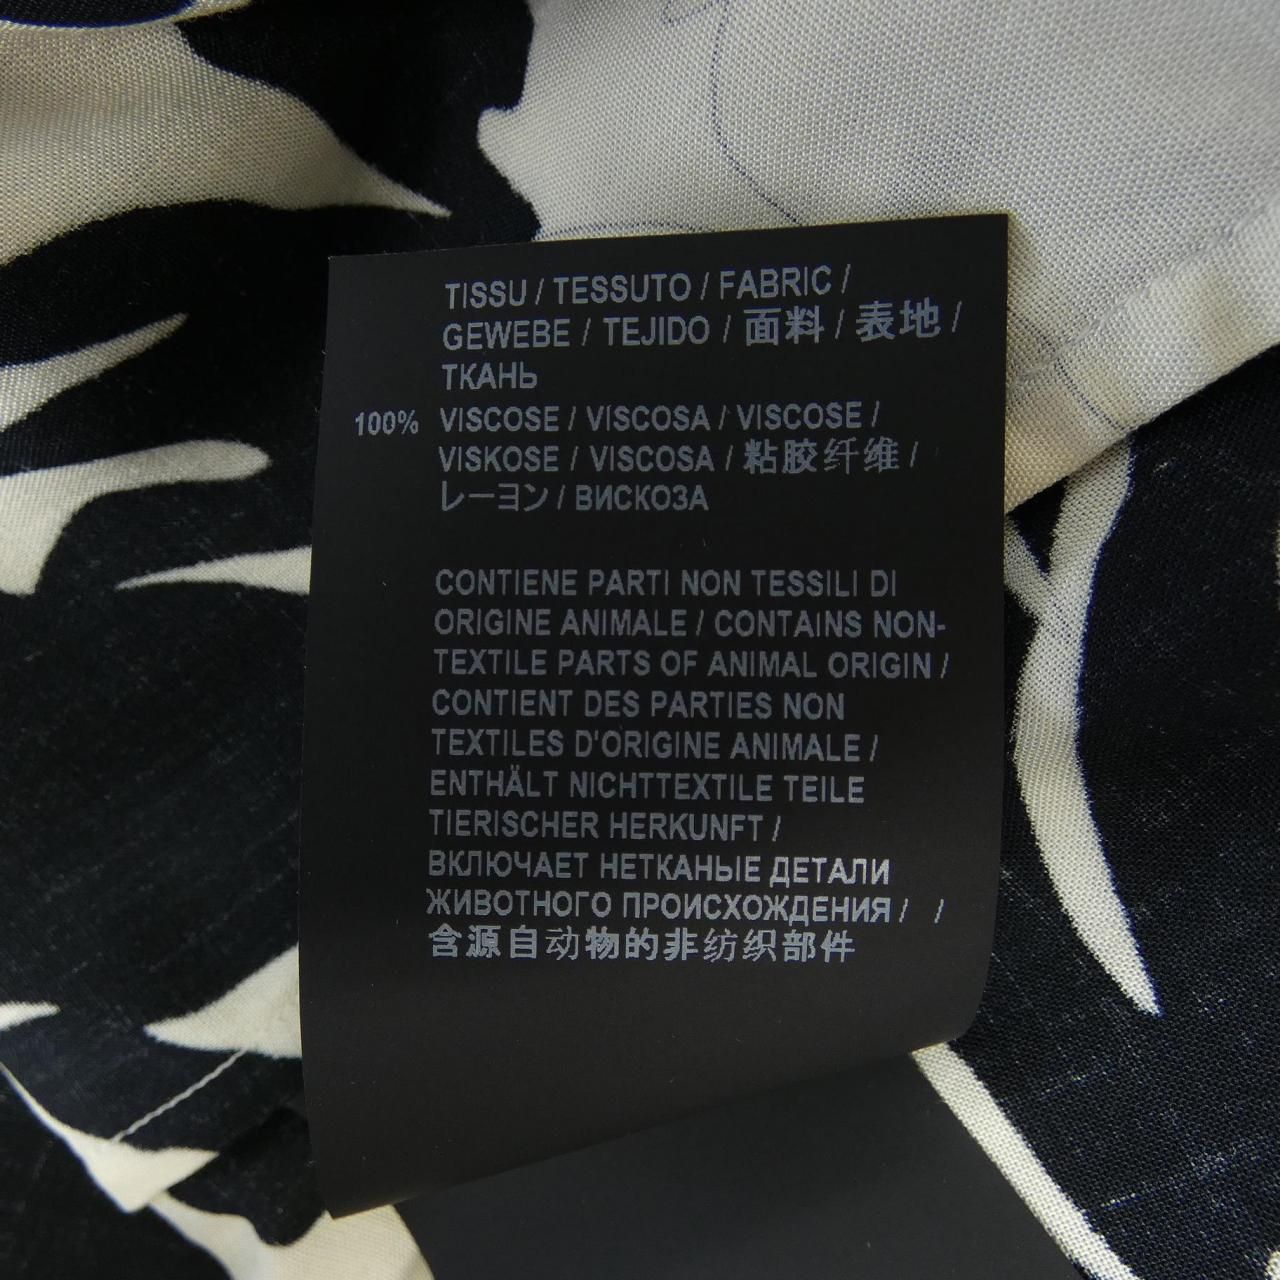 TISSU / TESSUTO / FABRIC /
GEWEBE / TEJIDO / 面料 / 表地 /
ТКАНЬ
100% VISCOSE / VISCOSA / VISCOSE /
VISKOSE / VISCOSA / 粘胶纤维 /
レーヨン / ВИСКОЗА
CONTIENE PARTI NON TESSILI DI
ORIGINE ANIMALE / CONTAINS NON-
TEXTILE PARTS OF ANIMAL ORIGIN /
CONTIENT DES PARTIES NON
TEXTILES D'ORIGINE ANIMALE /
ENTHÄLT NICHTTEXTILE TEILE
TIERISCHER HERKUNFT /
ВКЛЮЧАЕТ НЕТКАНЫЕ ДЕТАЛИ
ЖИВОТНОГО ПРОИСХОЖДЕНИЯ / /
含源自动物的非纺织部件